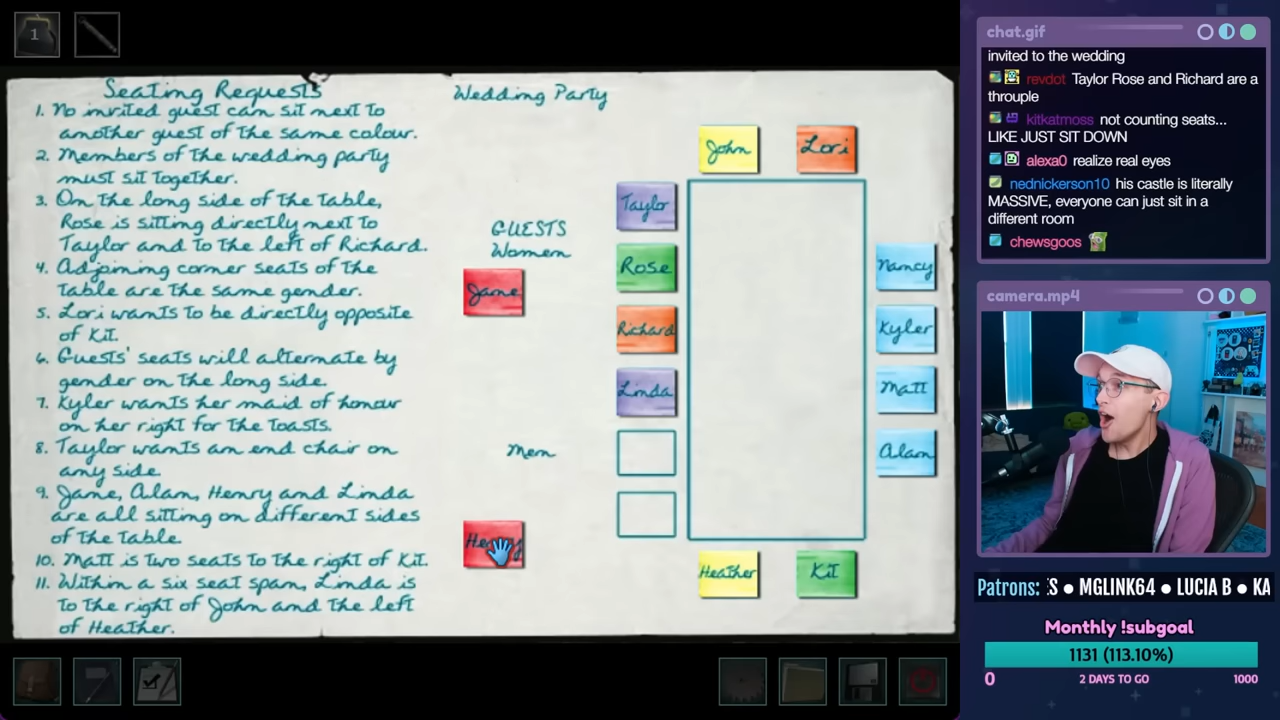 1
Seating Requests
1. No invited guest can sit next to
another guest of the same colour.
2. Members of the wedding party
must sit together.
3. On the long side of the table,
Rose is sitting directly next to
Taylor and to the left of Richard.
4. Adjoining corner seats of the
table are the same gender.
5. Lori wants to be directly opposite
of Kit.
6. Guests' seats will alternate by
gender on the long side.
7. Kyler wants her maid of honour
on her right for the toasts.
8. Taylor wants an end chair on
any side.
9. Jane, Alan, Henry and Linda
are all sitting on different sides
of the table.
10. Matt is two seats to the right of Kit.
11. Within a six seat span, Linda is
to the right of John and the left
of Heather.
Wedding Party
GUESTS
Women
Jane
Men
John
Lori
Taylor
Rose
Richard
Linda
Nancy
Kyler
Matt
Alan
Heather
Kit
chat.gif
invited to the wedding
revdot Taylor Rose and Richard are a
throuple
kitkatmoss not counting seats...
LIKE JUST SIT DOWN
alexa0 realize real eyes
nednickerson10 his castle is literally
MASSIVE, everyone can just sit in a
different room
chewsgoos
camera.mp4
Patrons: S ● MGLINK64 ● LUCIA B ● KA
Monthly !subgoal
1131 (113.10%)
0
2 DAYS TO GO
1000